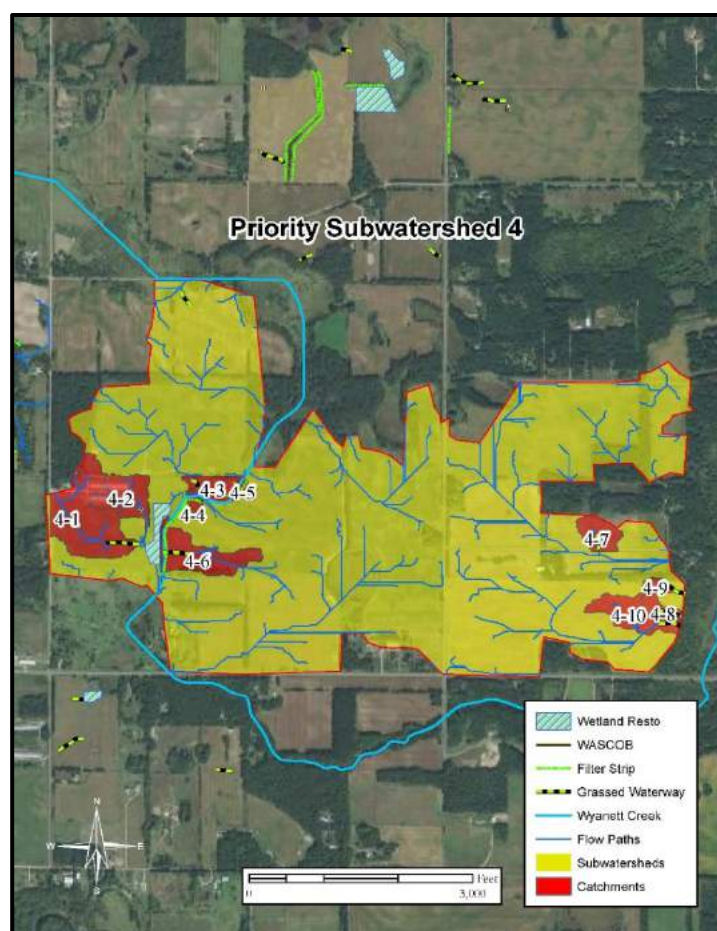 Priority Subwatershed 4
4-3
4-5
4-2
4-1
4-4
4-7
4-6
4-9
4-10
4-8
Wetland Resto
WASCOB
Filter Strip
Grassed Waterway
Wyanett Creek
Flow Paths
Subwatersheds
Catchments
N
W
E
S
Feet
0
3,000